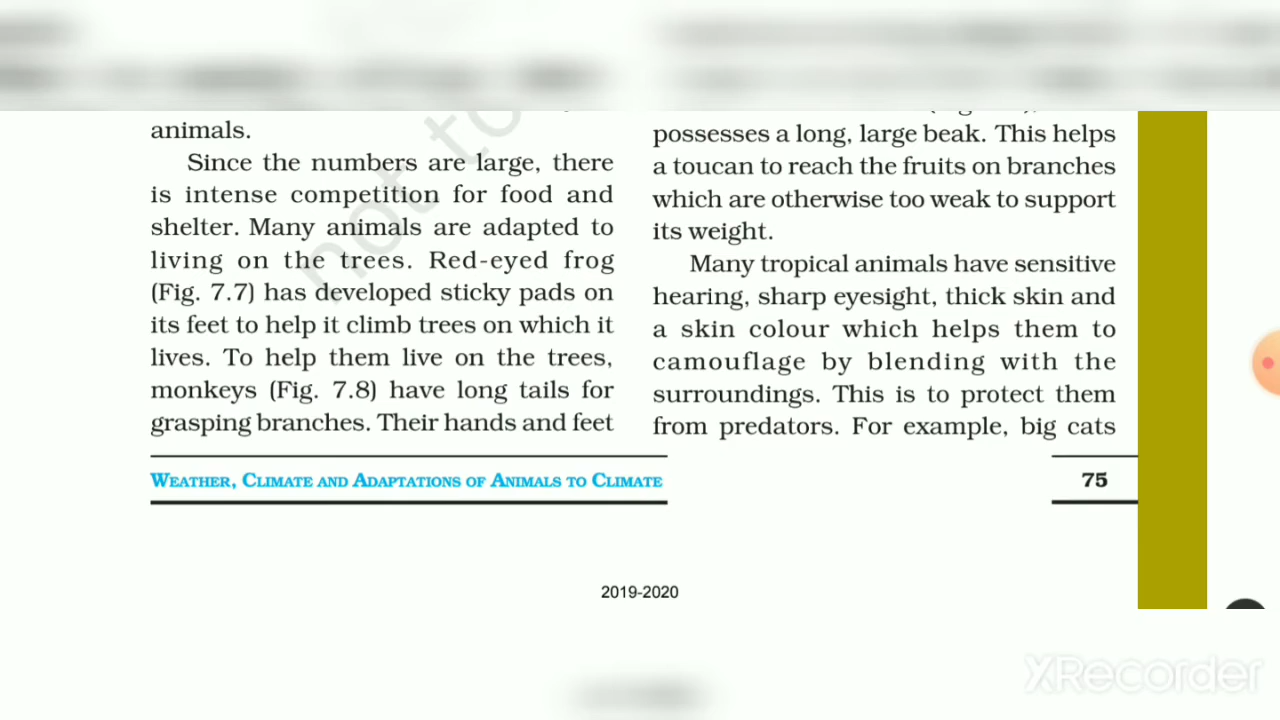 animals.
Since the numbers are large, there
is intense competition for food and
shelter. Many animals are adapted to
living on the trees. Red-eyed frog
(Fig. 7.7) has developed sticky pads on
its feet to help it climb trees on which it
lives. To help them live on the trees,
monkeys (Fig. 7.8) have long tails for
grasping branches. Their hands and feet
possesses a long, large beak. This helps
a toucan to reach the fruits on branches
which are otherwise too weak to support
its weight.
Many tropical animals have sensitive
hearing, sharp eyesight, thick skin and
a skin colour which helps them to
camouflage by blending with the
surroundings. This is to protect them
from predators. For example, big cats
WEATHER, CLIMATE AND ADAPTATIONS OF ANIMALS TO CLIMATE
75
2019-2020
not to
XRecorder